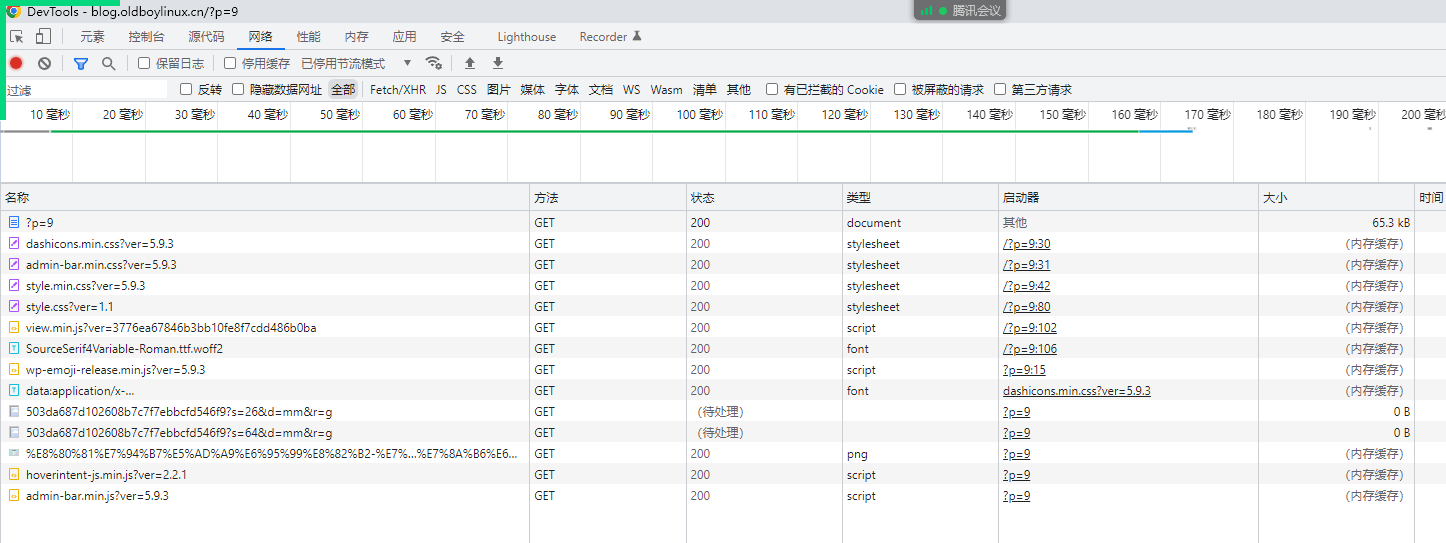 DevTools - blog.oldboylinux.cn/?p=9
腾讯会议
元素 控制台 源代码 网络 性能 内存 应用 安全 Lighthouse Recorder
保留日志 停用缓存 已停用节流模式
过滤 反转 隐藏数据网址 全部 Fetch/XHR JS CSS 图片 媒体 字体 文档 WS Wasm 清单 其他 有已拦截的 Cookie 被屏蔽的请求 第三方请求
10 毫秒 20 毫秒 30 毫秒 40 毫秒 50 毫秒 60 毫秒 70 毫秒 80 毫秒 90 毫秒 100 毫秒 110 毫秒 120 毫秒 130 毫秒 140 毫秒 150 毫秒 160 毫秒 170 毫秒 180 毫秒 190 毫秒 200 毫秒
名称 方法 状态 类型 启动器 大小 时间
?p=9 GET 200 document 其他 65.3 kB
dashicons.min.css?ver=5.9.3 GET 200 stylesheet /?p=9:30 (内存缓存)
admin-bar.min.css?ver=5.9.3 GET 200 stylesheet /?p=9:31 (内存缓存)
style.min.css?ver=5.9.3 GET 200 stylesheet /?p=9:42 (内存缓存)
style.css?ver=1.1 GET 200 stylesheet /?p=9:80 (内存缓存)
view.min.js?ver=3776ea67846b3bb10fe8f7cdd486b0ba GET 200 script /?p=9:102 (内存缓存)
SourceSerif4Variable-Roman.ttf.woff2 GET 200 font /?p=9:106 (内存缓存)
wp-emoji-release.min.js?ver=5.9.3 GET 200 script ?p=9:15 (内存缓存)
data:application/x-... GET 200 font dashicons.min.css?ver=5.9.3 (内存缓存)
503da687d102608b7c7f7ebbcfd546f9?s=26&d=mm&r=g GET (待处理) ?p=9 0 B
503da687d102608b7c7f7ebbcfd546f9?s=64&d=mm&r=g GET (待处理) ?p=9 0 B
%E8%80%81%E7%94%B7%E5%AD%A9%E6%95%99%E8%82%B2-%E7%...%E7%8A%B6%E6... GET 200 png ?p=9 (内存缓存)
hoverintent-js.min.js?ver=2.2.1 GET 200 script ?p=9 (内存缓存)
admin-bar.min.js?ver=5.9.3 GET 200 script ?p=9 (内存缓存)